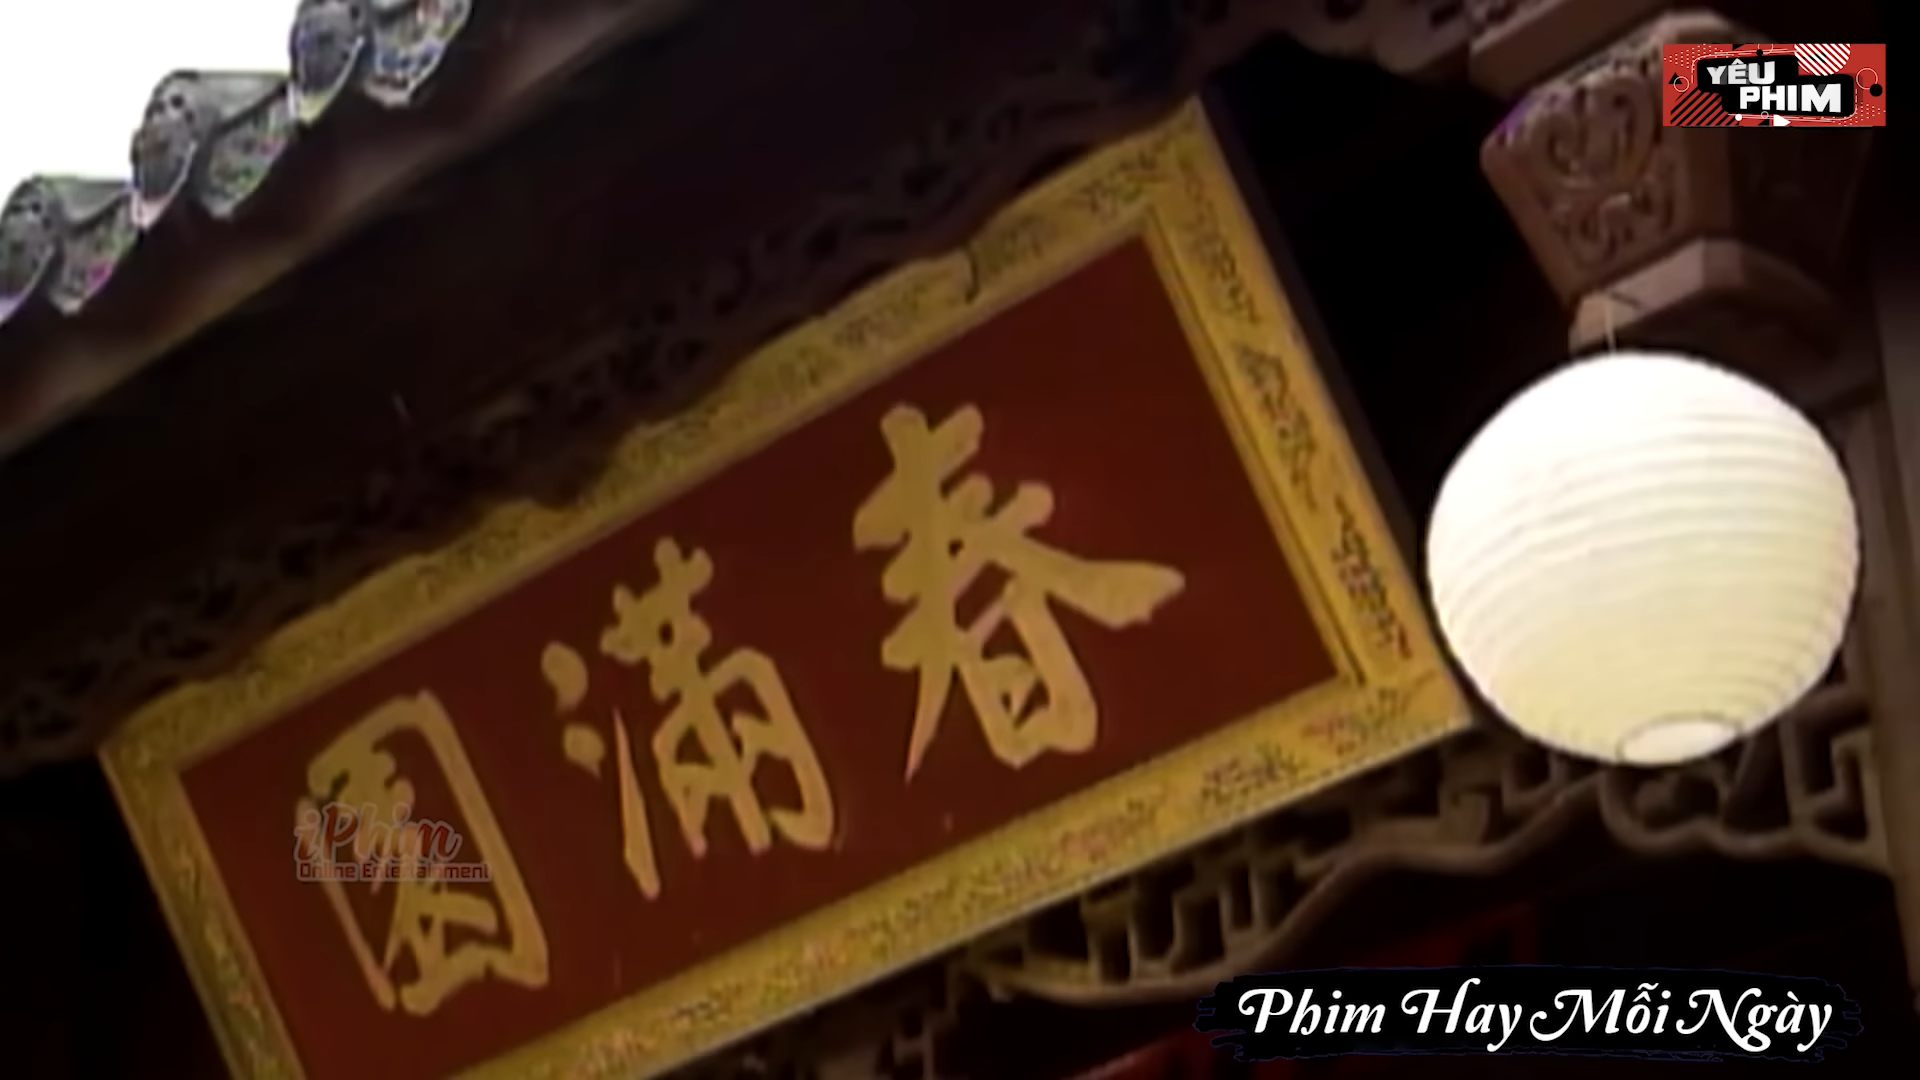 YÊU
PHIM
春滿園
iPhim
Online Entertainment
Phim Hay Mỗi Ngày